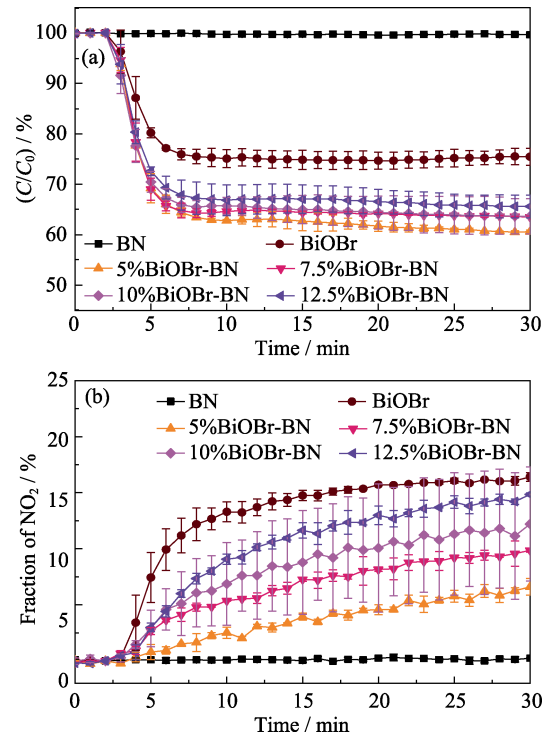 100
90
80
70
60
50
(C/C0) / %
(a)
BN BiOBr
5%BiOBr-BN 7.5%BiOBr-BN
10%BiOBr-BN 12.5%BiOBr-BN
0 5 10 15 20 25 30
Time / min
25
20
15
10
5
0
Fraction of NO2 / %
(b)
BN BiOBr
5%BiOBr-BN 7.5%BiOBr-BN
10%BiOBr-BN 12.5%BiOBr-BN
0 5 10 15 20 25 30
Time / min